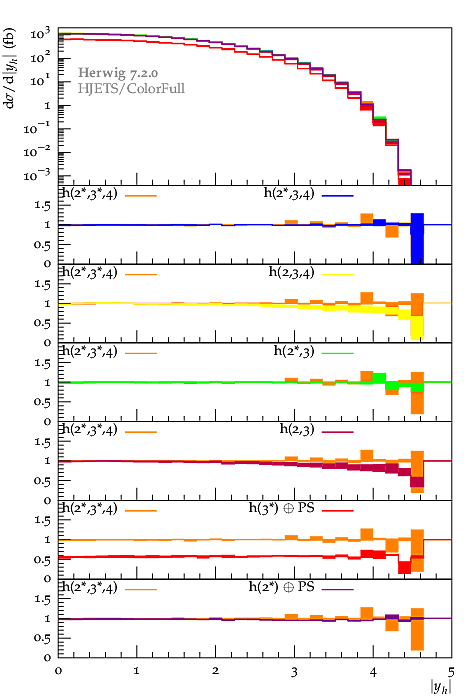 10³
10²
10¹
1
10⁻¹
10⁻²
10⁻³
dσ/d|yₕ| (fb)
Herwig 7.2.0
HJETS/ColorFull
h(2*,3*,4) h(2*,3,4)
1.5
1
0.5
0
h(2*,3*,4) h(2,3,4)
1.5
1
0.5
0
h(2*,3*,4) h(2*,3)
1.5
1
0.5
0
h(2*,3*,4) h(2,3)
1.5
1
0.5
0
h(2*,3*,4) h(3*) ⊕ PS
1.5
1
0.5
0
h(2*,3*,4) h(2*) ⊕ PS
1.5
1
0.5
0
0 1 2 3 4 5
|yₕ|